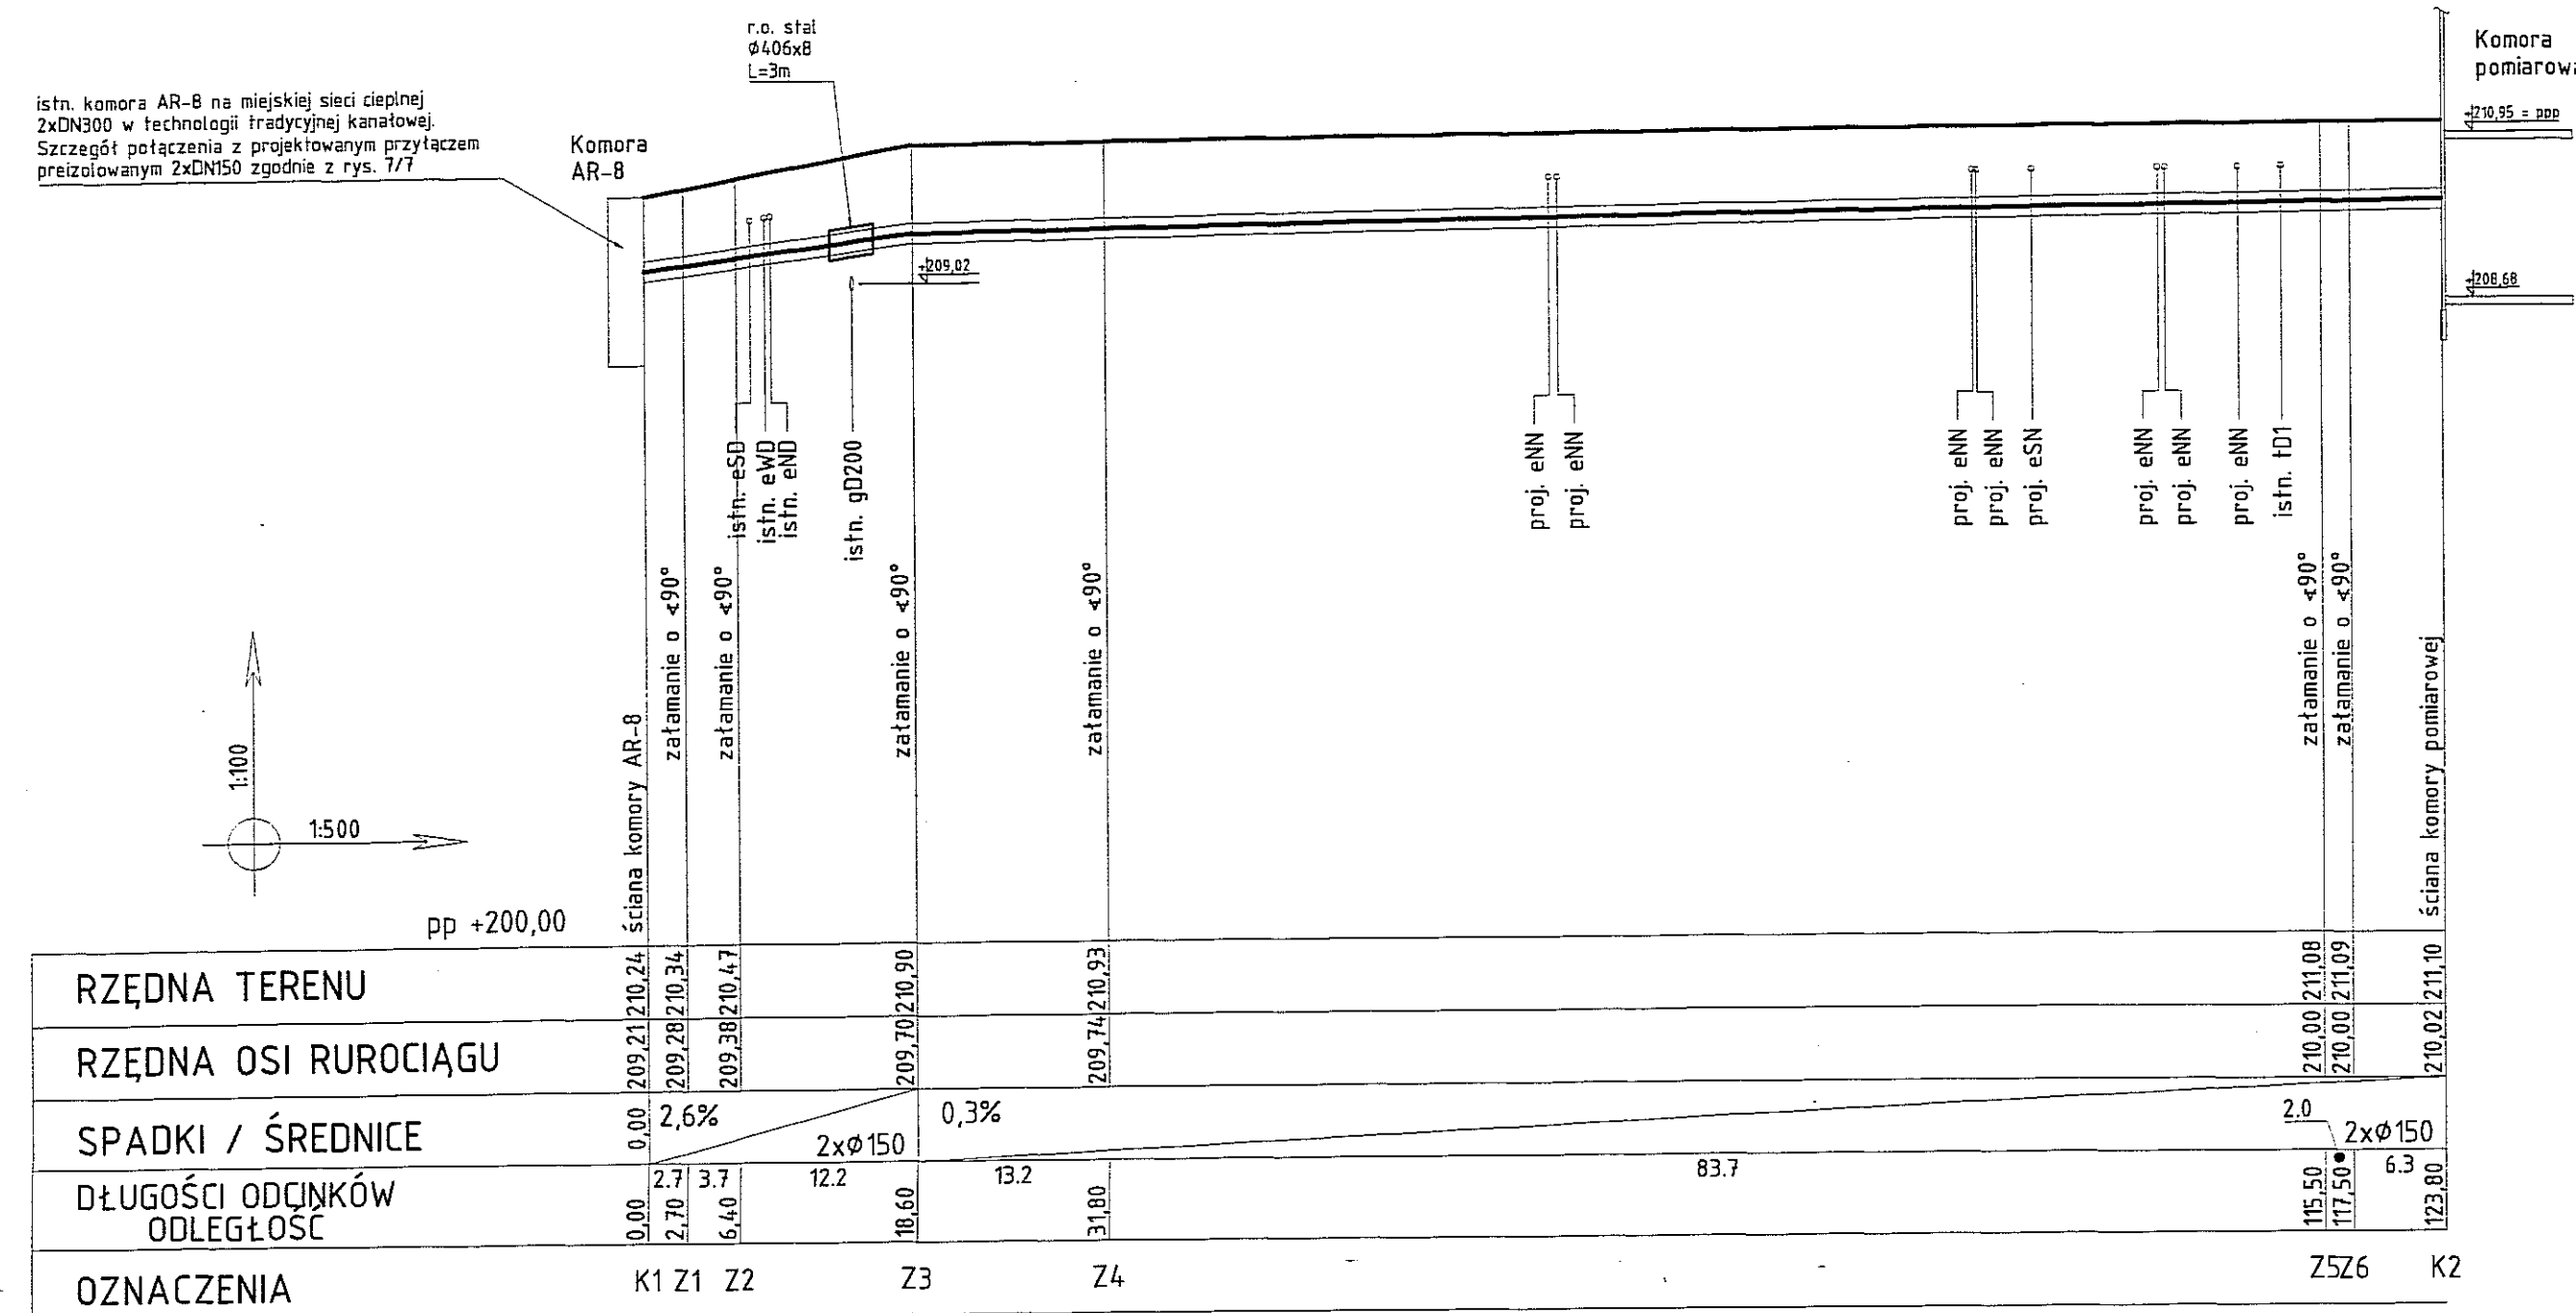 r.o. stal
Ø406x8
L=3m
istn. komora AR-8 na miejskiej sieci cieplnej
2xDN300 w technologii tradycyjnej kanałowej.
Szczegół połączenia z projektowanym przyłączem
preizolowanym 2xDN150 zgodnie z rys. 7/7
Komora
AR-8
Komora
pomiarowa
+210,95 = ppp
+209,02
+208,68
istn. eSD
istn. eWD
istn. eND
istn. gD200
proj. eNN
proj. eNN
proj. eNN
proj. eNN
proj. eSN
proj. eNN
proj. eNN
proj. eNN
istn. tD1
ściana komory AR-8
załamanie o ∢90°
załamanie o ∢90°
załamanie o ∢90°
załamanie o ∢90°
załamanie o ∢90°
załamanie o ∢90°
ściana komory pomiarowej
1:100
1:500
pp +200,00
RZĘDNA TERENU 210,24 210,34 210,47 210,90 210,93 211,08 211,09 211,10
RZĘDNA OSI RUROCIĄGU 209,21 209,28 209,38 209,70 209,74 210,00 210,00 210,02
SPADKI / ŚREDNICE 0,00 2,6% 2xØ150 0,3% 2.0 2xØ150
DŁUGOŚCI ODCINKÓW 2.7 3.7 12.2 13.2 83.7 6.3
ODLEGŁOŚĆ 0,00 2,70 6,40 18,60 31,80 115,50 117,50 123,80
OZNACZENIA K1 Z1 Z2 Z3 Z4 Z5 Z6 K2